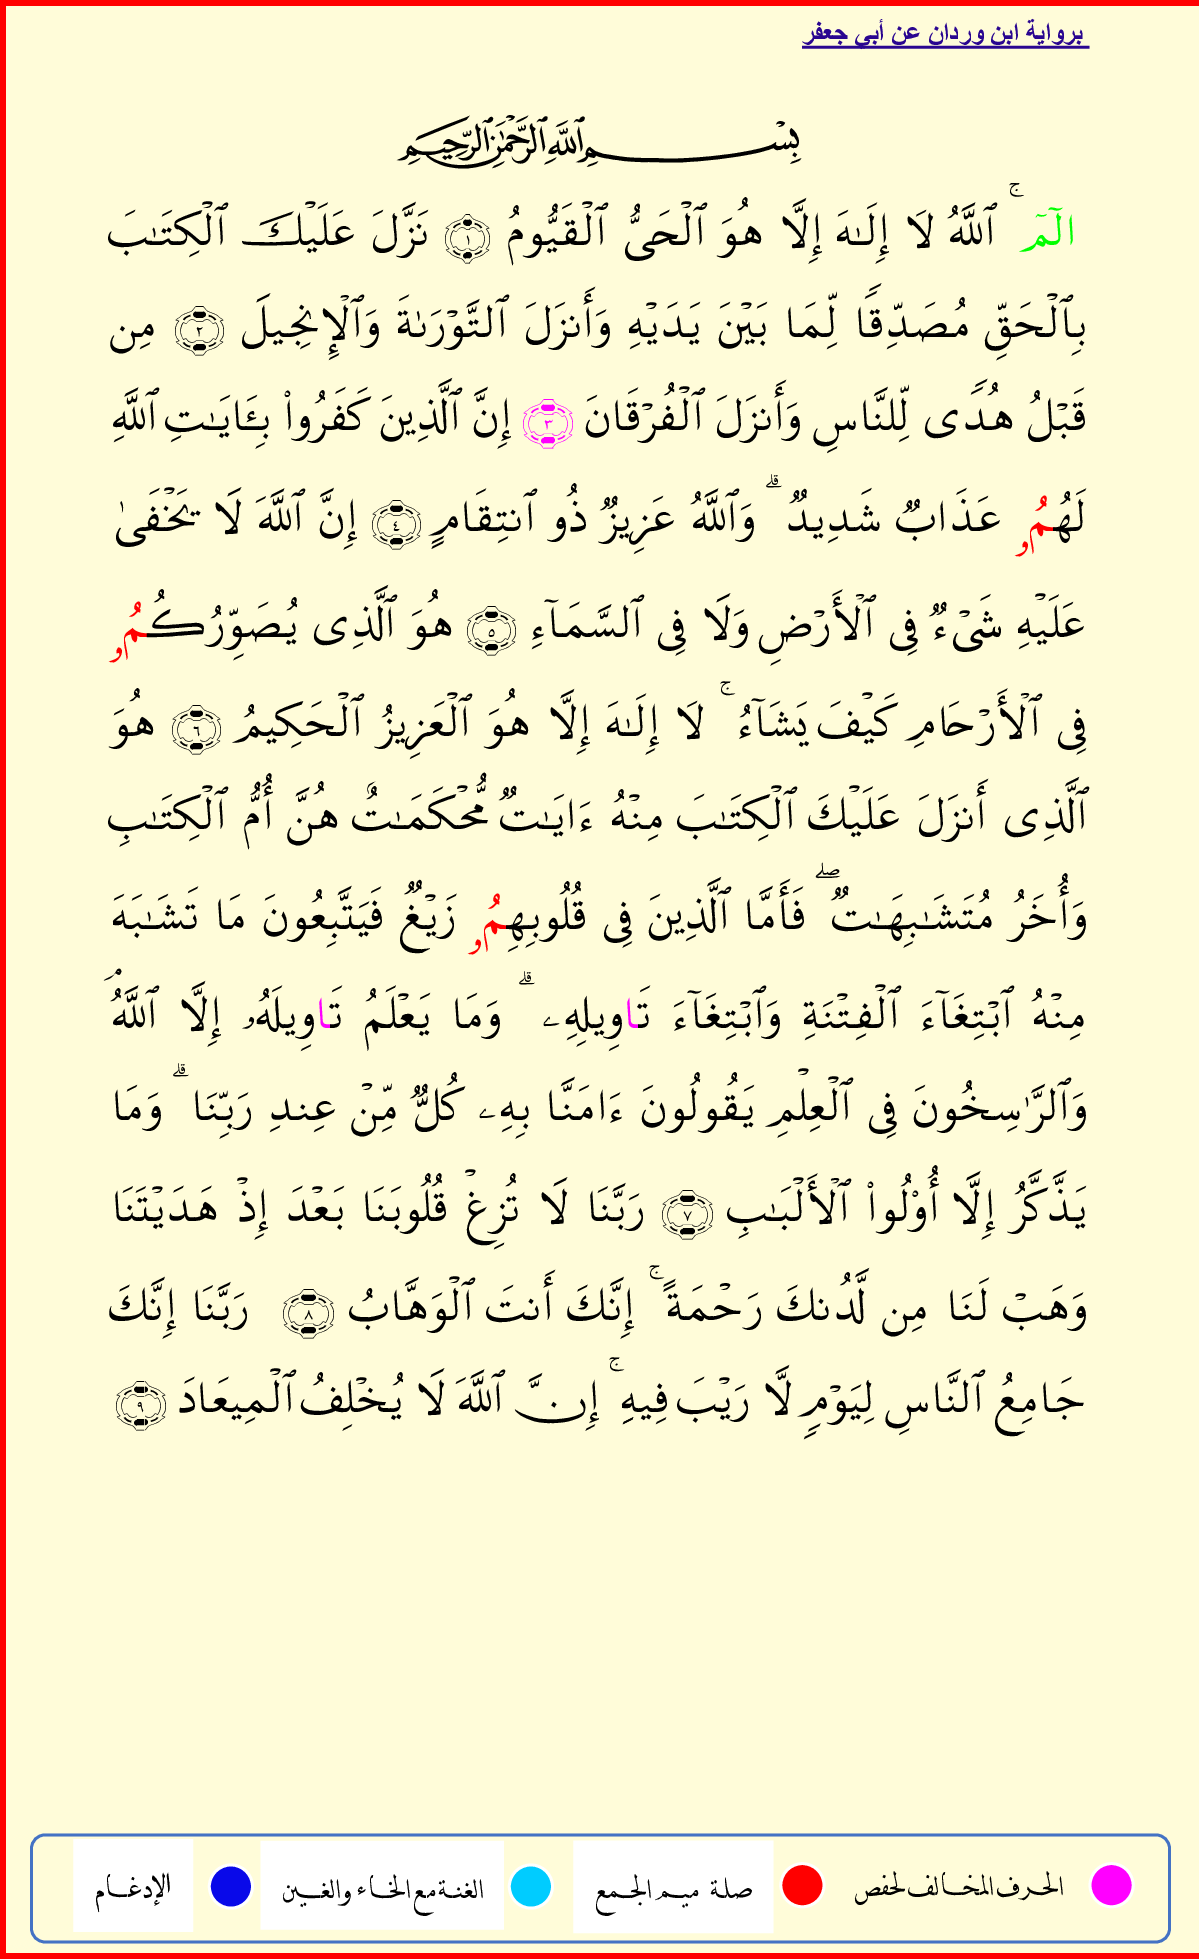 برواية ابن وردان عن أبي جعفر
بِسْمِ ٱللَّهِ ٱلرَّحْمَٰنِ ٱلرَّحِيمِ
الٓمٓ ۚ ٱللَّهُ لَا إِلَٰهَ إِلَّا هُوَ ٱلْحَىُّ ٱلْقَيُّومُ ١ نَزَّلَ عَلَيْكَ ٱلْكِتَٰبَ
بِٱلْحَقِّ مُصَدِّقًا لِّمَا بَيْنَ يَدَيْهِ وَأَنزَلَ ٱلتَّوْرَىٰةَ وَٱلْإِنجِيلَ ٢ مِن
قَبْلُ هُدًى لِّلنَّاسِ وَأَنزَلَ ٱلْفُرْقَانَ ٣ إِنَّ ٱلَّذِينَ كَفَرُوا۟ بِـَٔايَٰتِ ٱللَّهِ
لَهُمُۥ عَذَابٌ شَدِيدٌ ۗ وَٱللَّهُ عَزِيزٌ ذُو ٱنتِقَامٍ ٤ إِنَّ ٱللَّهَ لَا يَخْفَىٰ
عَلَيْهِ شَىْءٌ فِى ٱلْأَرْضِ وَلَا فِى ٱلسَّمَآءِ ٥ هُوَ ٱلَّذِى يُصَوِّرُكُمُۥ
فِى ٱلْأَرْحَامِ كَيْفَ يَشَآءُ ۚ لَا إِلَٰهَ إِلَّا هُوَ ٱلْعَزِيزُ ٱلْحَكِيمُ ٦ هُوَ
ٱلَّذِى أَنزَلَ عَلَيْكَ ٱلْكِتَٰبَ مِنْهُ ءَايَٰتٌ مُّحْكَمَٰتٌ هُنَّ أُمُّ ٱلْكِتَٰبِ
وَأُخَرُ مُتَشَٰبِهَٰتٌ ۖ فَأَمَّا ٱلَّذِينَ فِى قُلُوبِهِمُۥ زَيْغٌ فَيَتَّبِعُونَ مَا تَشَٰبَهَ
مِنْهُ ٱبْتِغَآءَ ٱلْفِتْنَةِ وَٱبْتِغَآءَ تَاوِيلِهِۦ ۗ وَمَا يَعْلَمُ تَاوِيلَهُۥ إِلَّا ٱللَّهُ ۘ
وَٱلرَّٰسِخُونَ فِى ٱلْعِلْمِ يَقُولُونَ ءَامَنَّا بِهِۦ كُلٌّ مِّنْ عِندِ رَبِّنَا ۗ وَمَا
يَذَّكَّرُ إِلَّا أُوْلُوا۟ ٱلْأَلْبَٰبِ ٧ رَبَّنَا لَا تُزِغْ قُلُوبَنَا بَعْدَ إِذْ هَدَيْتَنَا
وَهَبْ لَنَا مِن لَّدُنكَ رَحْمَةً ۚ إِنَّكَ أَنتَ ٱلْوَهَّابُ ٨ رَبَّنَا إِنَّكَ
جَامِعُ ٱلنَّاسِ لِيَوْمٍ لَّا رَيْبَ فِيهِ ۚ إِنَّ ٱللَّهَ لَا يُخْلِفُ ٱلْمِيعَادَ ٩
الحرف المخالف لحفص صلة ميم الجمع الغنة مع الخاء والغين الإدغام